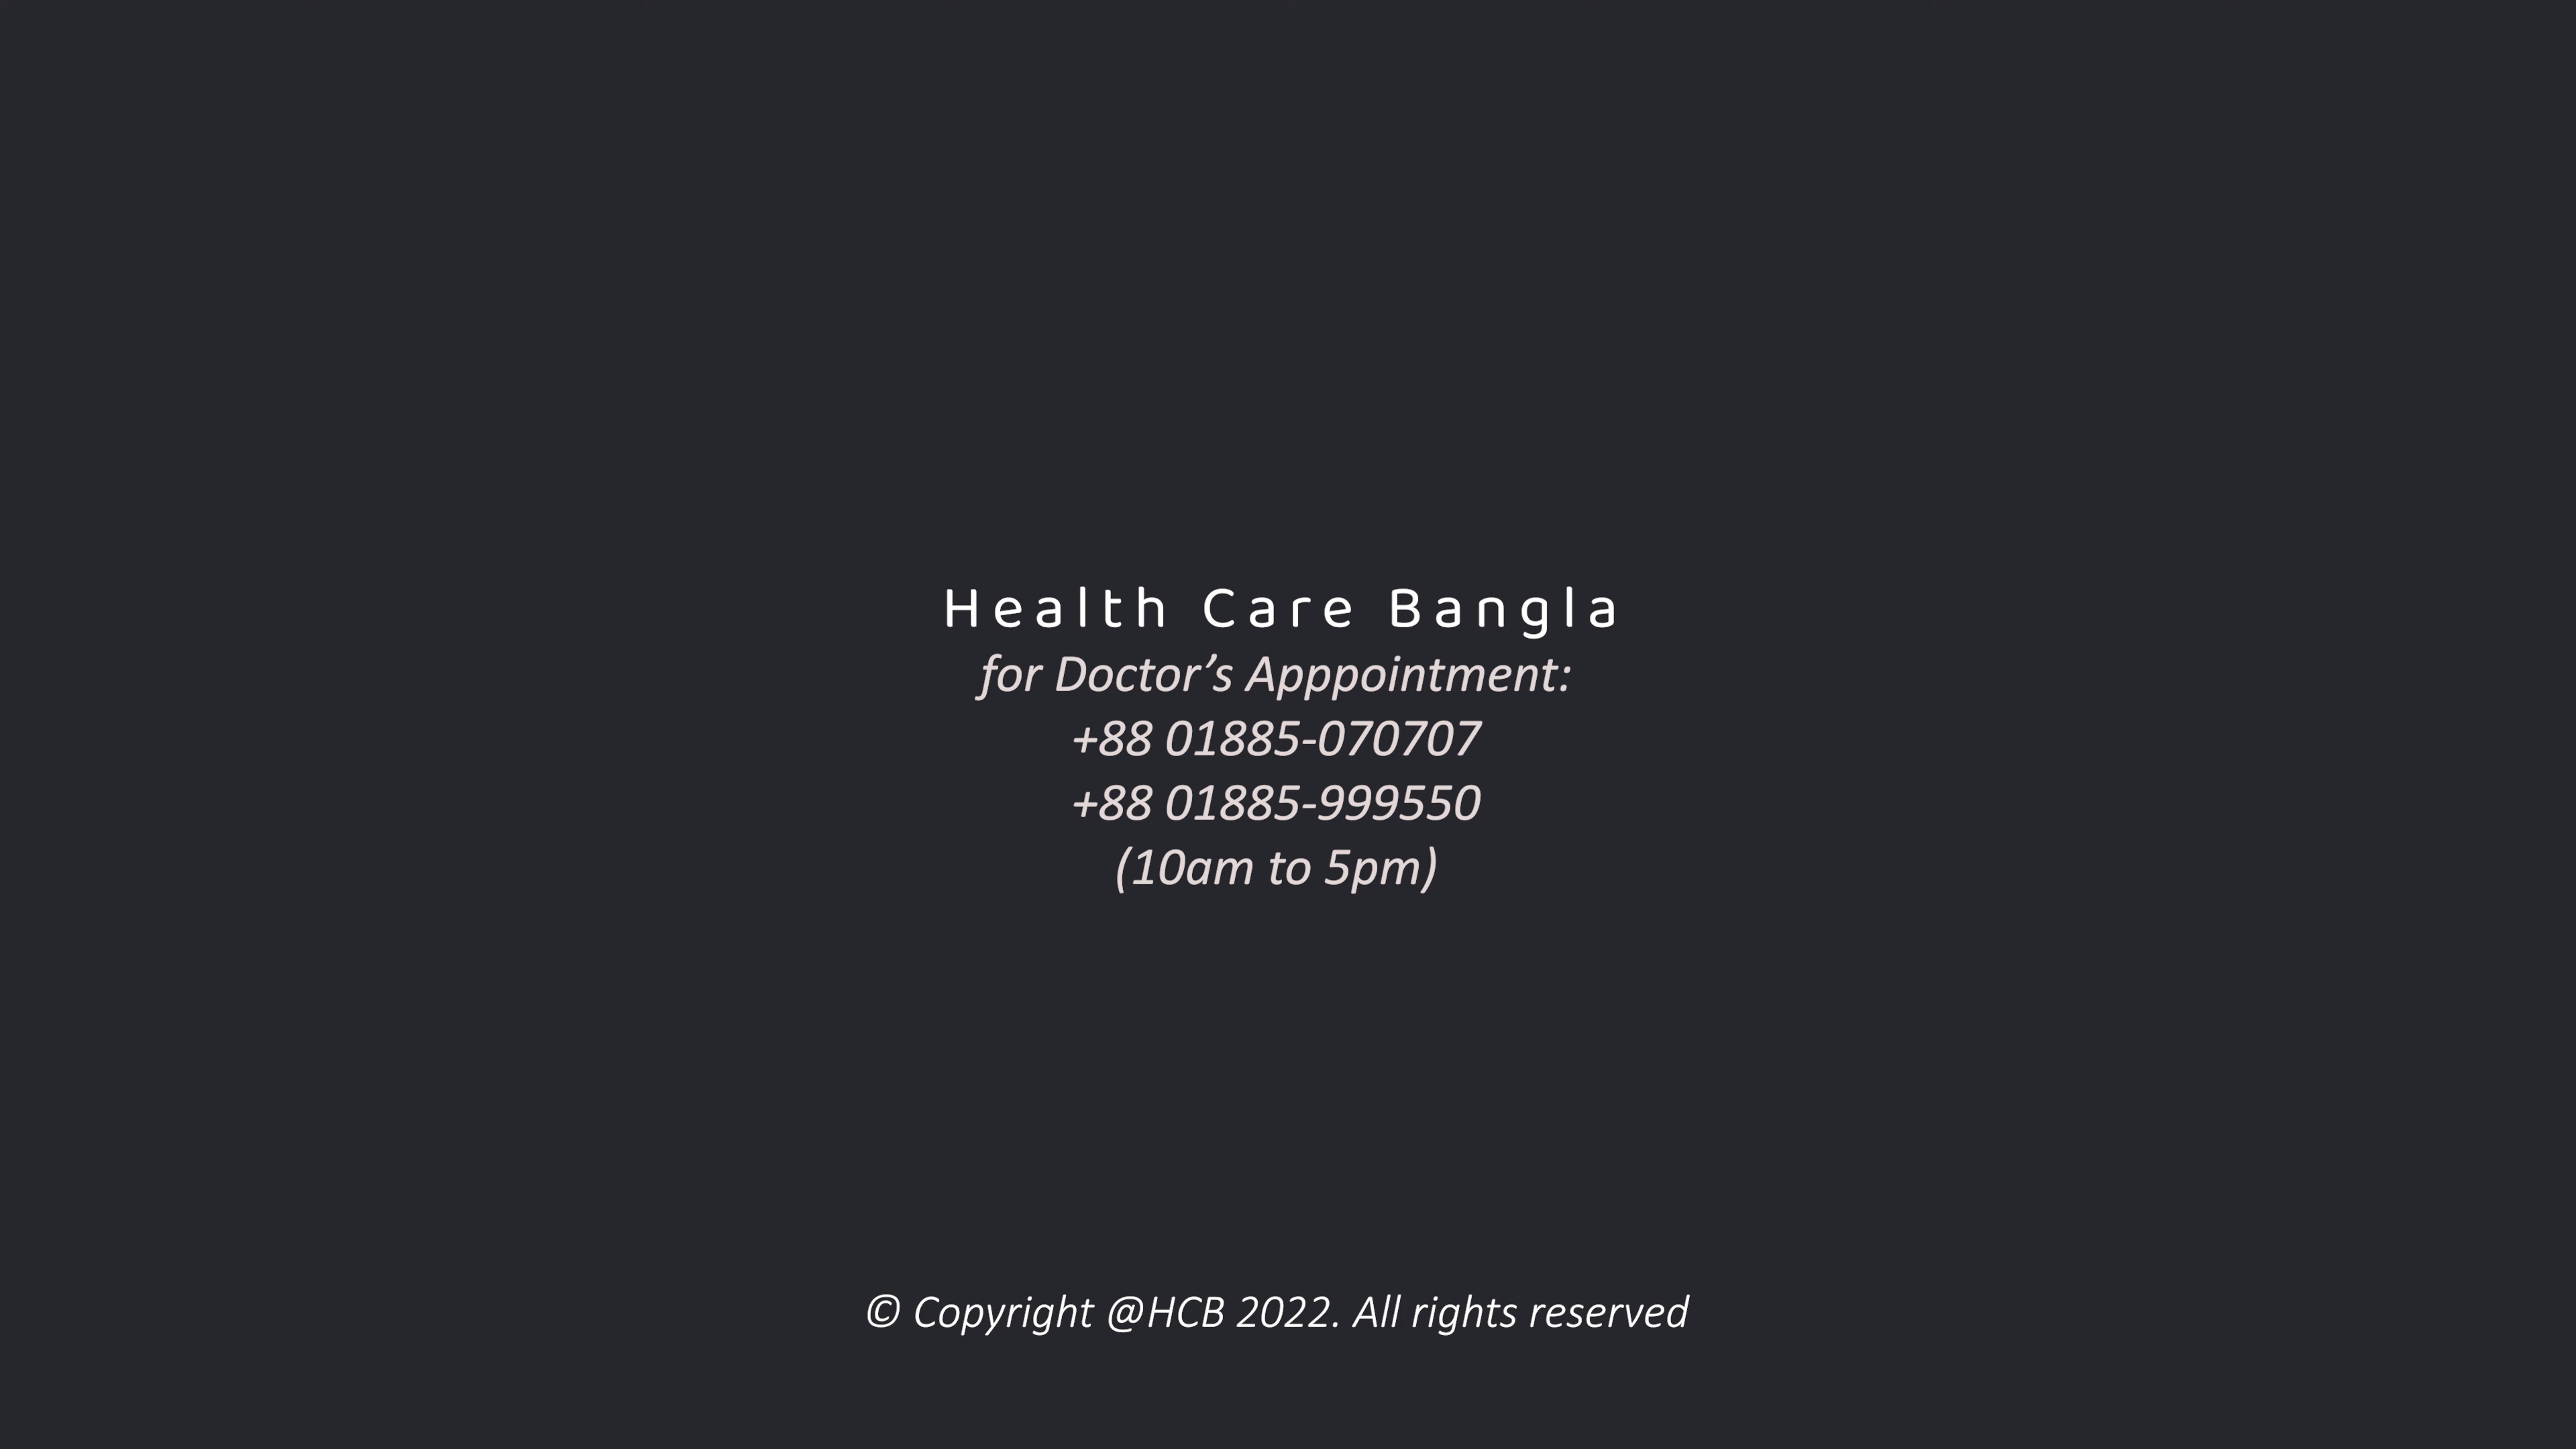 Health Care Bangla
for Doctor’s Apppointment:
+88 01885-070707
+88 01885-999550
(10am to 5pm)
© Copyright @HCB 2022. All rights reserved